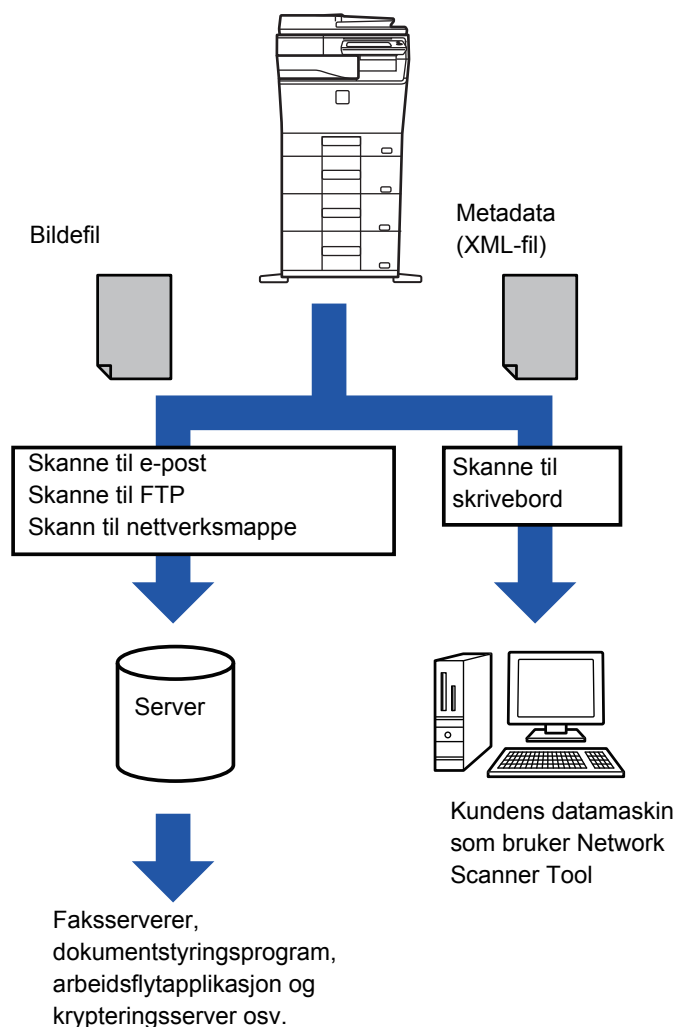 Bildefil
Metadata
(XML-fil)
Skanne til e-post
Skanne til FTP
Skann til nettverksmappe
Skanne til
skrivebord
Server
Kundens datamaskin
som bruker Network
Scanner Tool
Faksserverer,
dokumentstyringsprogram,
arbeidsflytapplikasjon og
krypteringsserver osv.